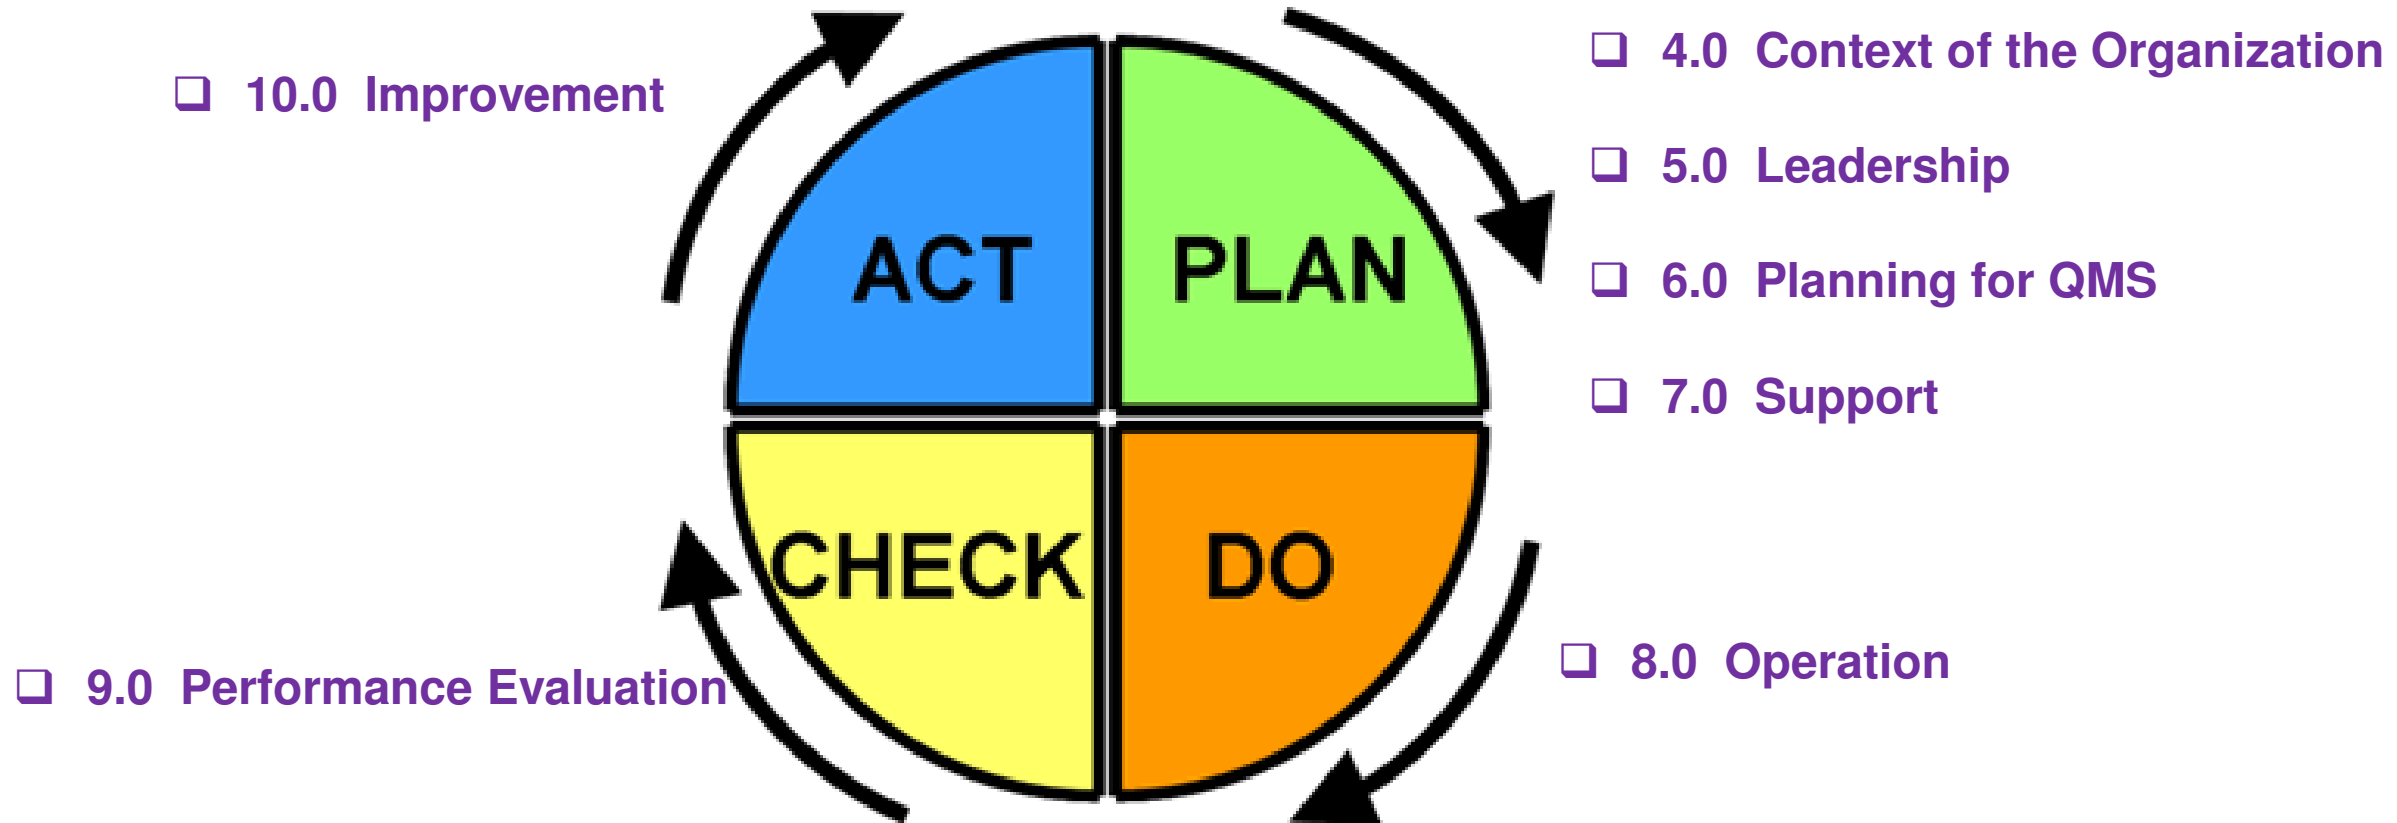 ❑ 10.0 Improvement
ACT
PLAN
❑ 4.0 Context of the Organization
❑ 5.0 Leadership
❑ 6.0 Planning for QMS
❑ 7.0 Support
CHECK
DO
❑ 9.0 Performance Evaluation
❑ 8.0 Operation